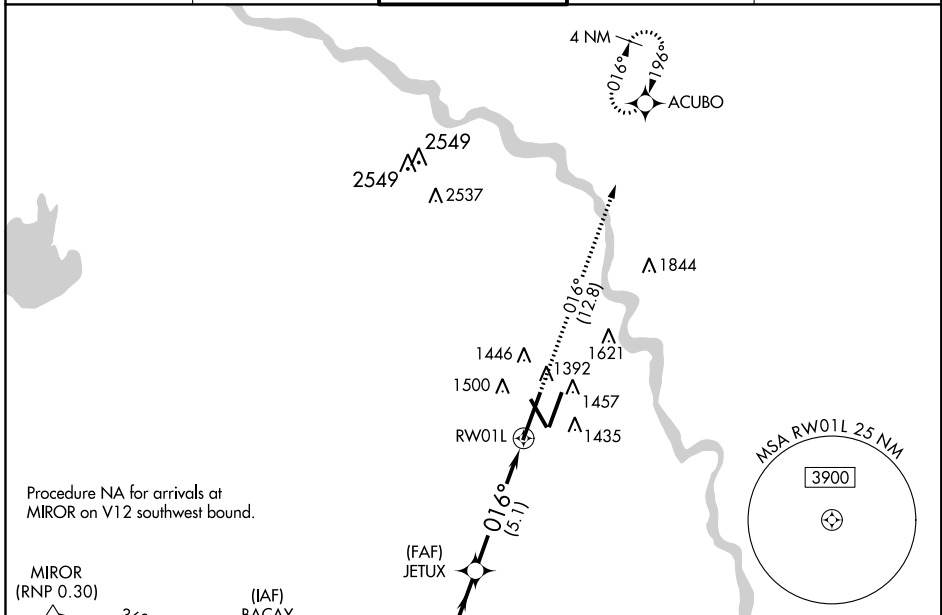 4 NM
016°
196°
ACUBO
2549
2549
2537
1844
016°
(12.8)
1621
1446
1392
1500
1457
RW01L
1435
MSA RW01L 25 NM
3900
Procedure NA for arrivals at
MIROR on V12 southwest bound.
016°
(5.1)
(FAF)
JETUX
MIROR
(RNP 0.30)
(IAF)
BACAY